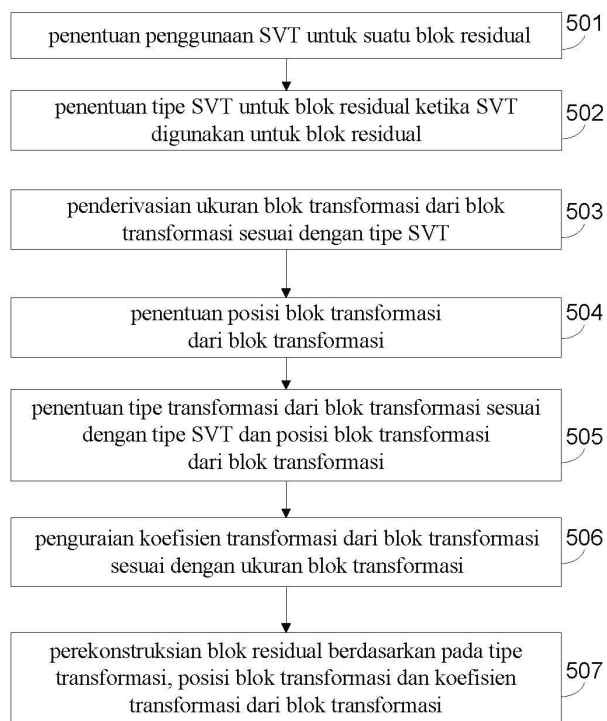 penentuan penggunaan SVT untuk suatu blok residual
501
penentuan tipe SVT untuk blok residual ketika SVT
digunakan untuk blok residual
502
penderivasian ukuran blok transformasi dari blok
transformasi sesuai dengan tipe SVT
503
penentuan posisi blok transformasi
dari blok transformasi
504
penentuan tipe transformasi dari blok transformasi sesuai
dengan tipe SVT dan posisi blok transformasi
dari blok transformasi
505
penguraian koefisien transformasi dari blok transformasi
sesuai dengan ukuran blok transformasi
506
perekonstruksian blok residual berdasarkan pada tipe
transformasi, posisi blok transformasi dan koefisien
transformasi dari blok transformasi
507